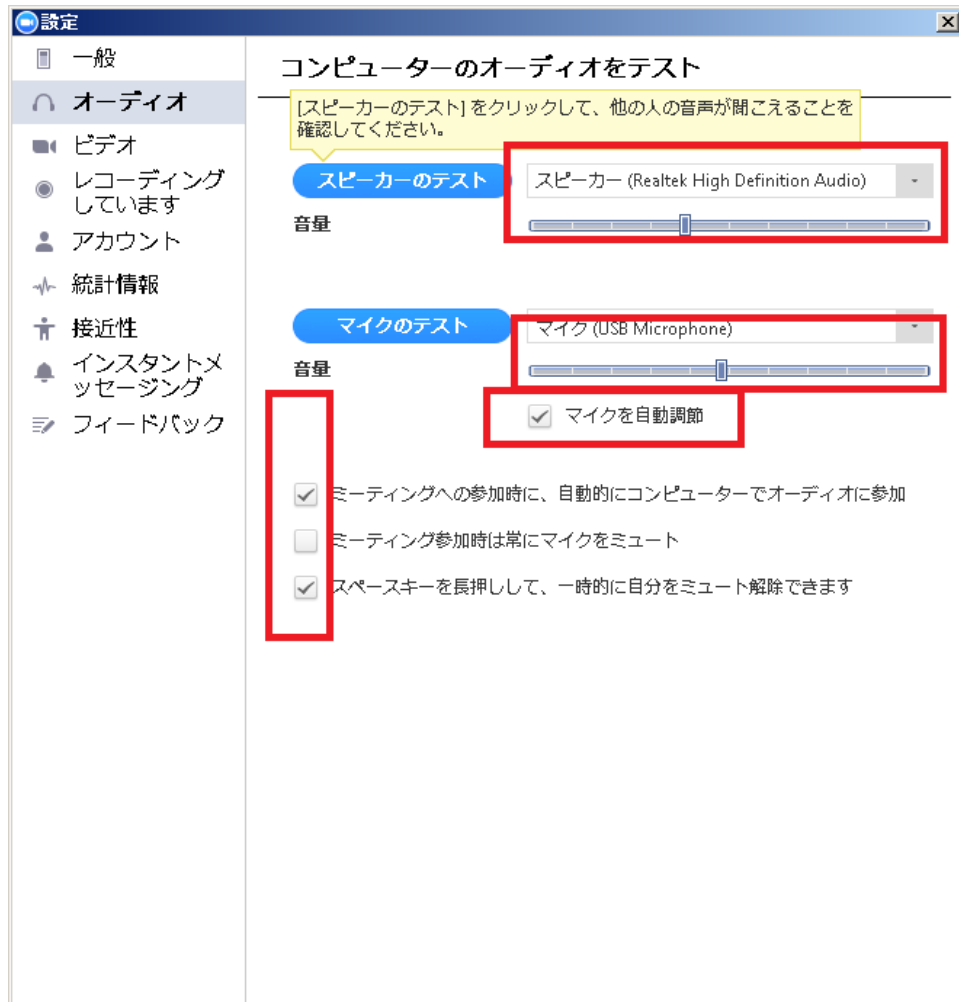 設定
一般
オーディオ
ビデオ
レコーディング
しています
アカウント
統計情報
接近性
インスタントメ
ッセージング
フィードバック
コンピューターのオーディオをテスト
[スピーカーのテスト] をクリックして、他の人の音声が聞こえることを
確認してください。
スピーカーのテスト
スピーカー (Realtek High Definition Audio)
音量
マイクのテスト
マイク (USB Microphone)
音量
マイクを自動調節
ミーティングへの参加時に、自動的にコンピューターでオーディオに参加
ミーティング参加時は常にマイクをミュート
スペースキーを長押しして、一時的に自分をミュート解除できます